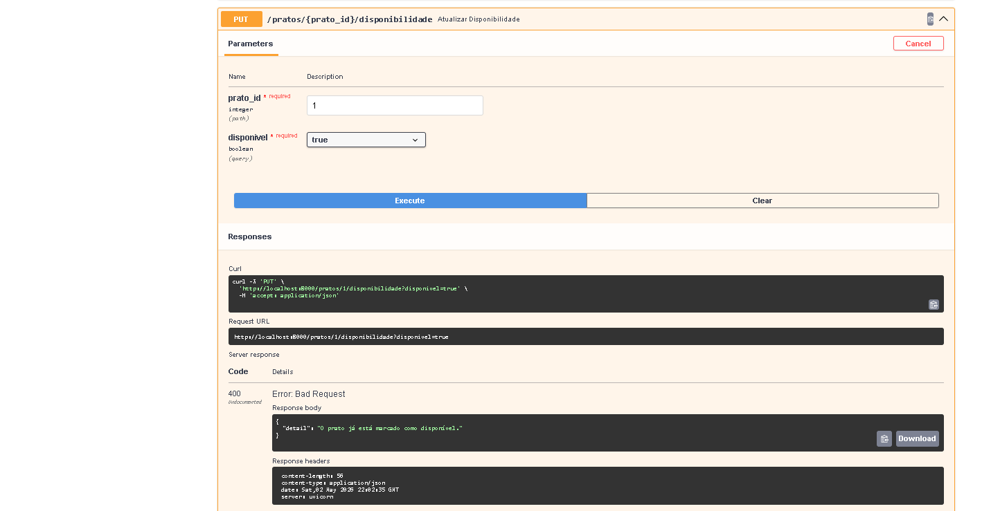 PUT /pratos/{prato_id}/disponibilidade Atualizar Disponibilidade
Parameters Cancel
Name Description
prato_id * required
integer
(path)
1
disponivel * required
boolean
(query)
true
Execute Clear
Responses
Curl
curl -X 'PUT' \
'http://localhost:8000/pratos/1/disponibilidade?disponivel=true' \
-H 'accept: application/json'
Request URL
http://localhost:8000/pratos/1/disponibilidade?disponivel=true
Server response
Code Details
400
Undocumented
Error: Bad Request
Response body
{
"detail": "O prato já está marcado como disponível."
}
Download
Response headers
content-length: 56
content-type: application/json
date: Sat,02 May 2026 22:02:35 GMT
server: uvicorn